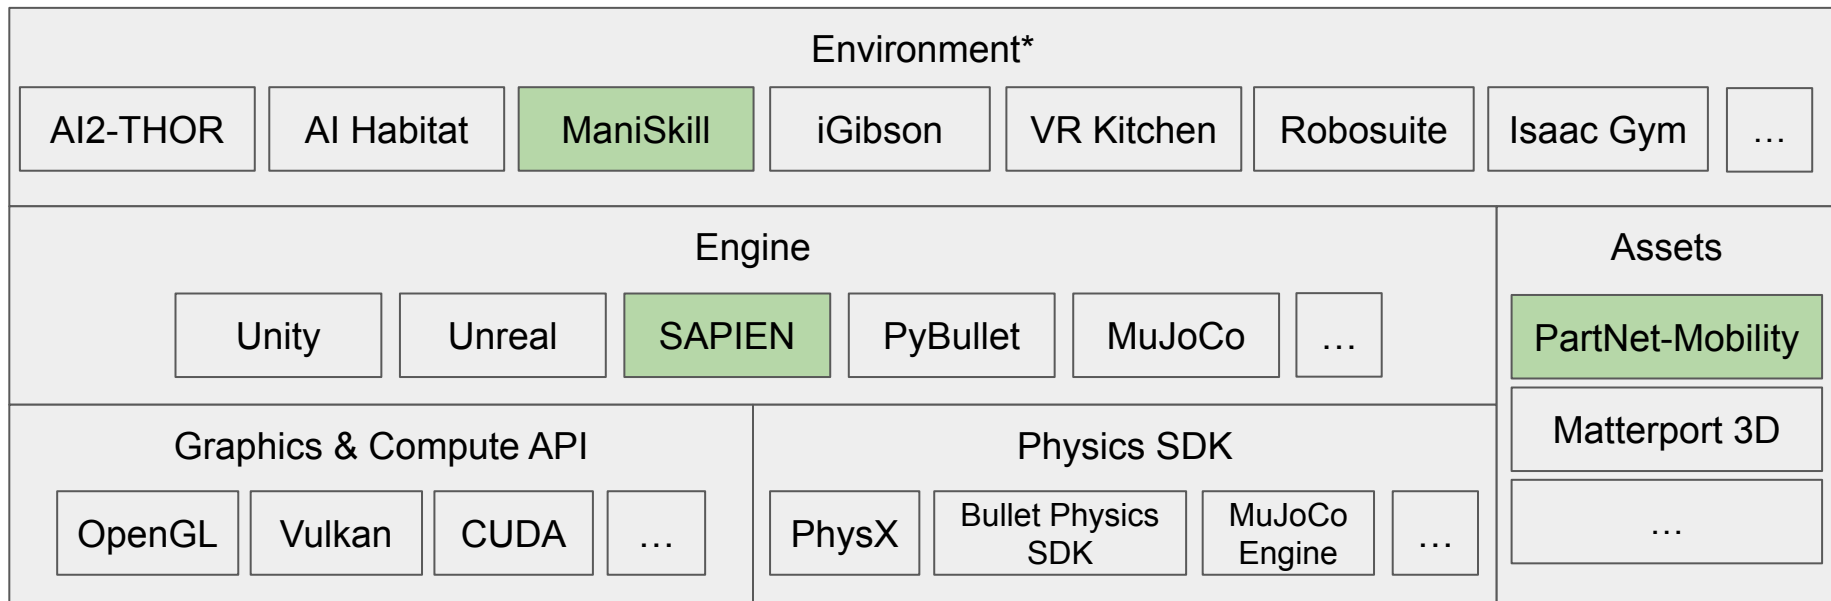 Environment*
AI2-THOR
AI Habitat
ManiSkill
iGibson
VR Kitchen
Robosuite
Isaac Gym
…
Engine
Unity
Unreal
SAPIEN
PyBullet
MuJoCo
…
Assets
PartNet-Mobility
Matterport 3D
…
Graphics & Compute API
OpenGL
Vulkan
CUDA
…
Physics SDK
PhysX
Bullet Physics
SDK
MuJoCo
Engine
…